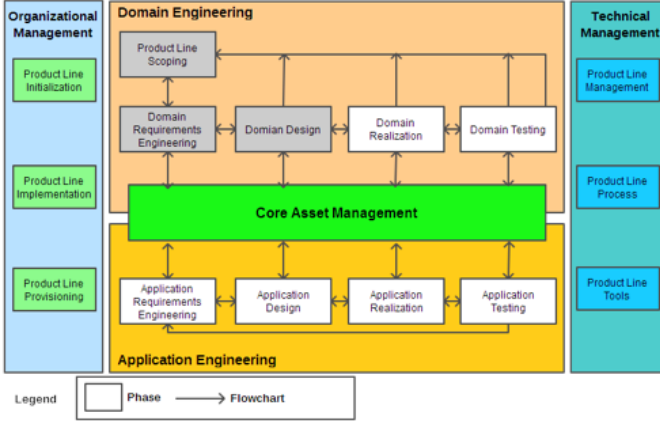 Organizational
Management
Product Line
Initialization
Product Line
Implementation
Product Line
Provisioning
Domain Engineering
Product Line
Scoping
Domain
Requirements
Engineering
Domian Design
Domain
Realization
Domain Testing
Core Asset Management
Application
Requirements
Engineering
Application
Design
Application
Realization
Application
Testing
Application Engineering
Technical
Management
Product Line
Management
Product Line
Process
Product Line
Tools
Legend
Phase
Flowchart